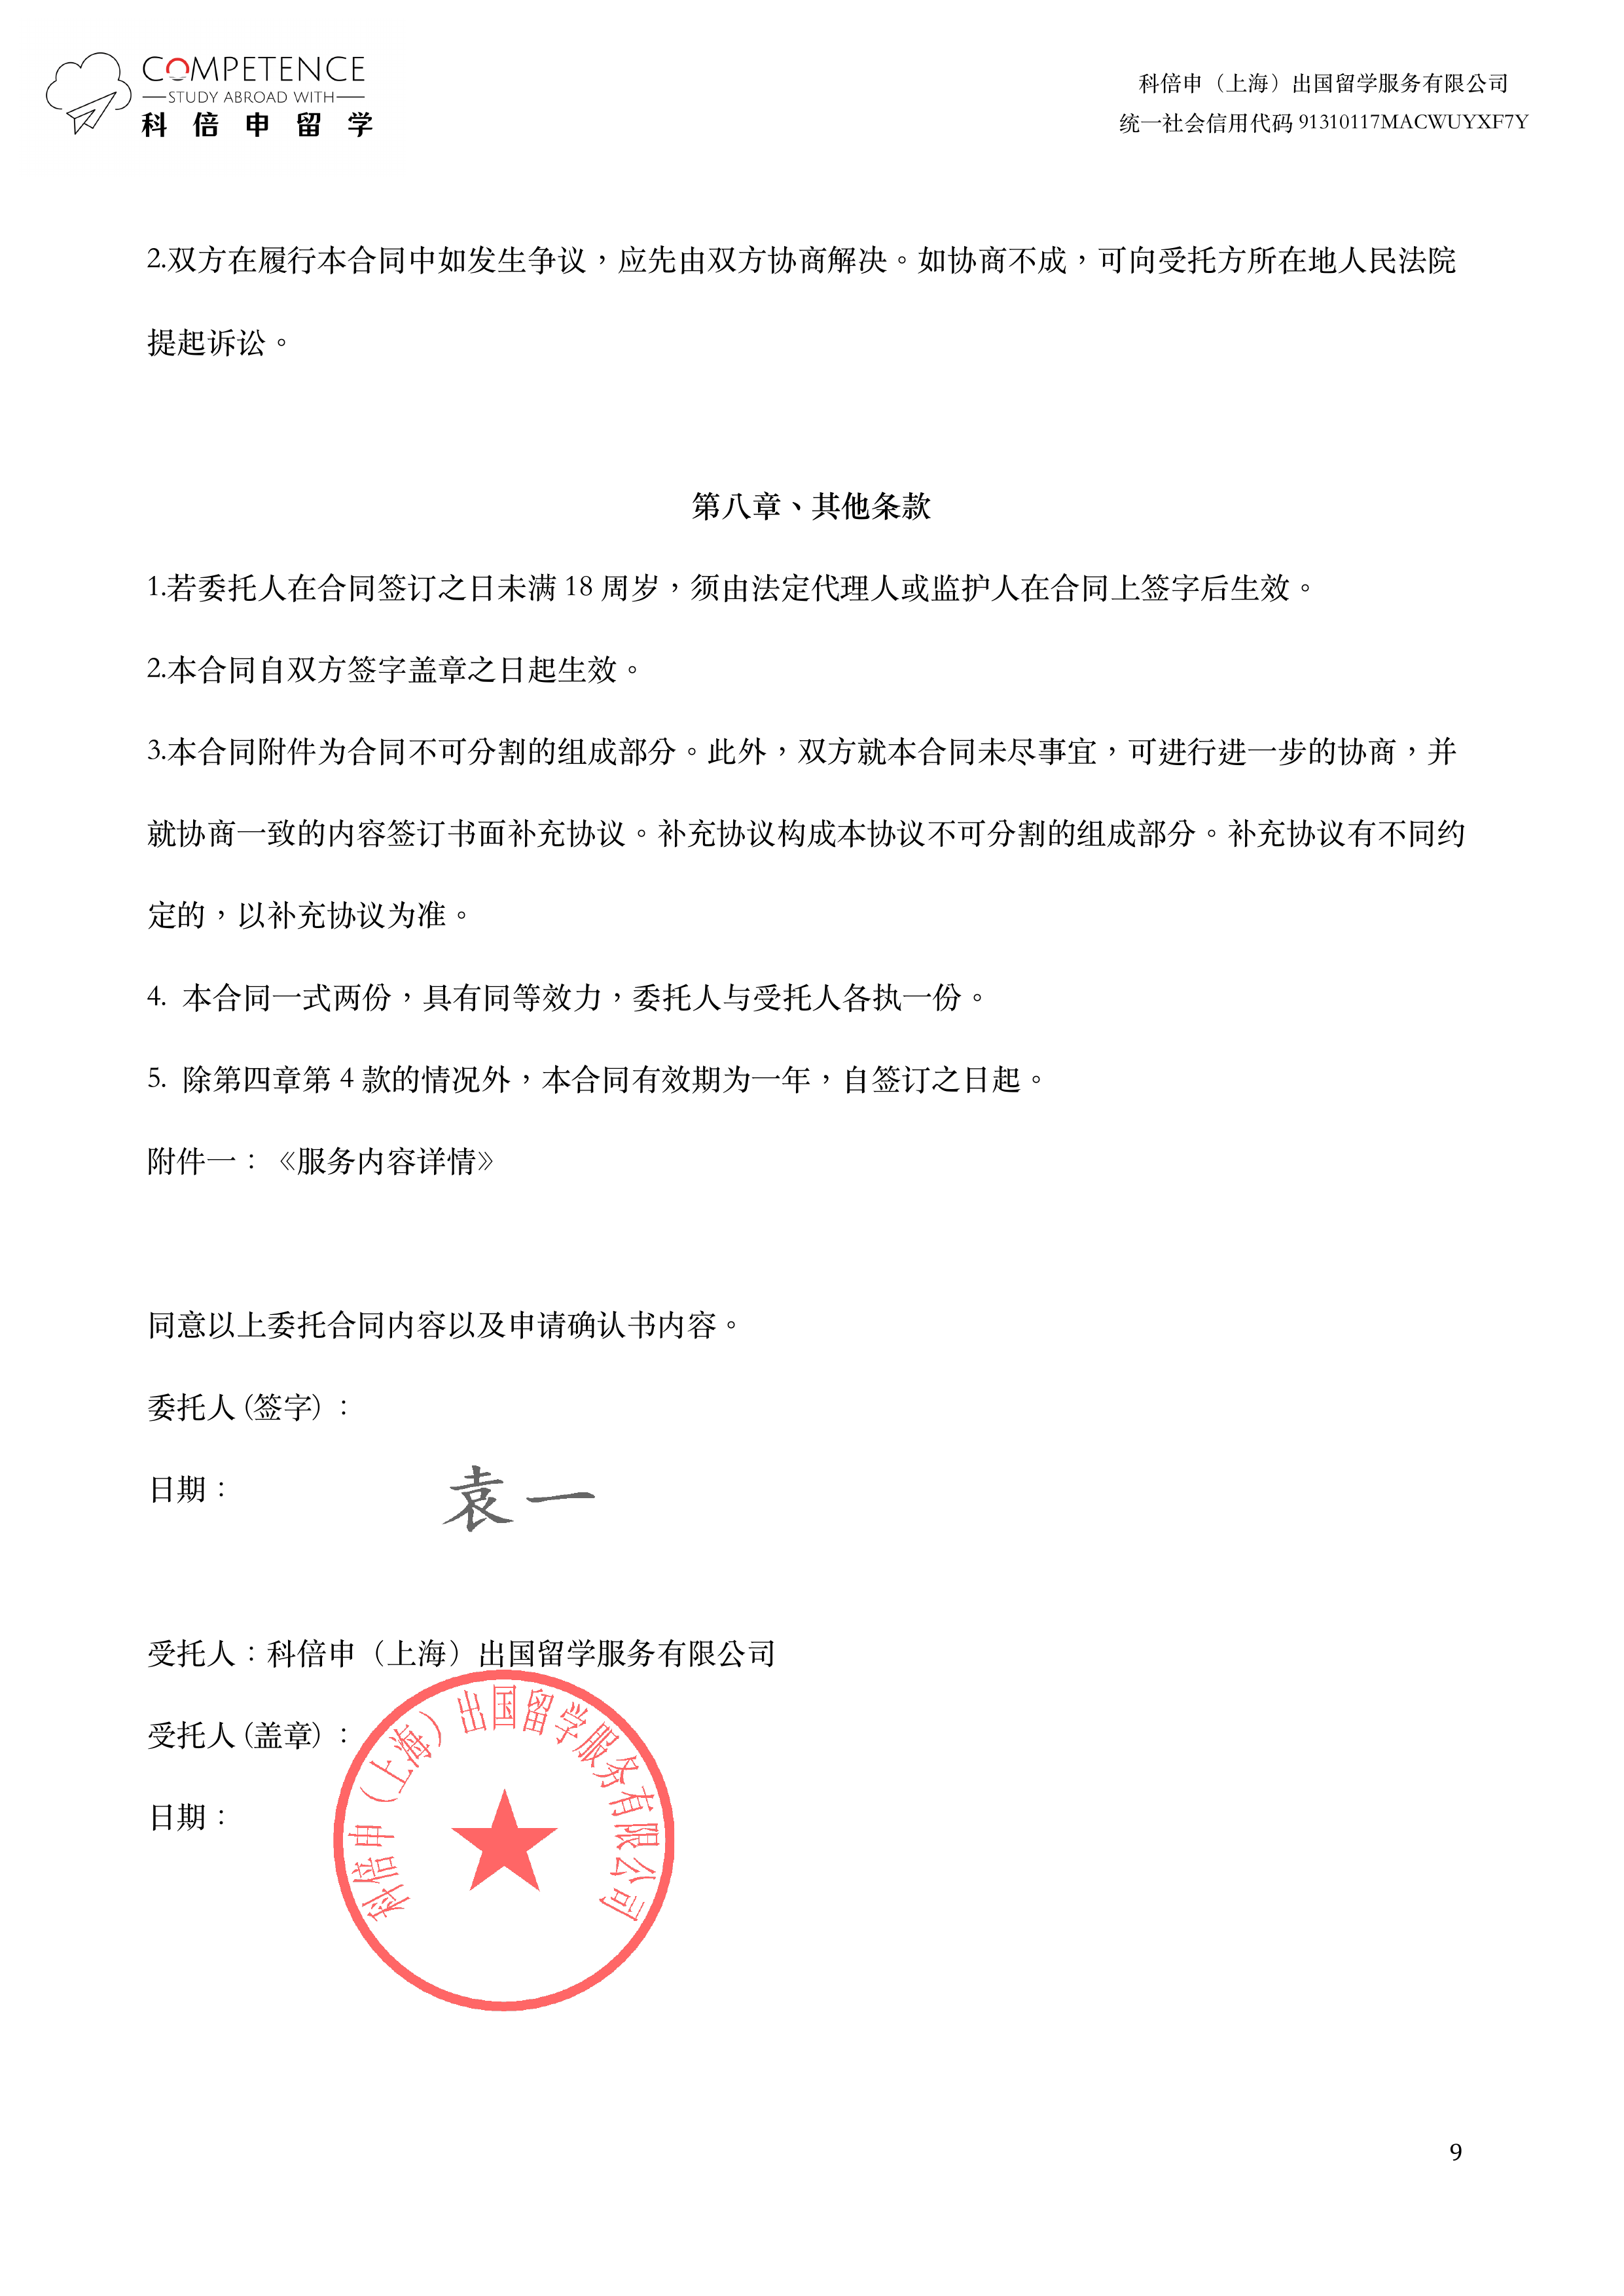 COMPETENCE
STUDY ABROAD WITH
科倍申留学
科倍申（上海）出国留学服务有限公司
统一社会信用代码 91310117MACWUYXF7Y
2.双方在履行本合同中如发生争议，应先由双方协商解决。如协商不成，可向受托方所在地人民法院
提起诉讼。
第八章、其他条款
1.若委托人在合同签订之日未满 18 周岁，须由法定代理人或监护人在合同上签字后生效。
2.本合同自双方签字盖章之日起生效。
3.本合同附件为合同不可分割的组成部分。此外，双方就本合同未尽事宜，可进行进一步的协商，并
就协商一致的内容签订书面补充协议。补充协议构成本协议不可分割的组成部分。补充协议有不同约
定的，以补充协议为准。
4. 本合同一式两份，具有同等效力，委托人与受托人各执一份。
5. 除第四章第 4 款的情况外，本合同有效期为一年，自签订之日起。
附件一：《服务内容详情》
同意以上委托合同内容以及申请确认书内容。
委托人(签字)：
日期：
袁一
受托人：科倍申（上海）出国留学服务有限公司
受托人(盖章)：
日期：
科倍申（上海）出国留学服务有限公司
9